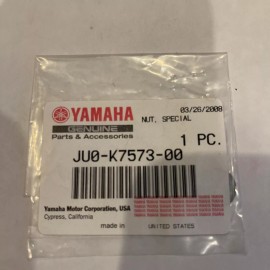 YAMAHA
03/26/2008
GENUINE
NUT, SPECIAL
Parts & Accessories
1 PC.
JU0-K7573-00
Yamaha Motor Corporation, USA
Cypress, California
made in UNITED STATES